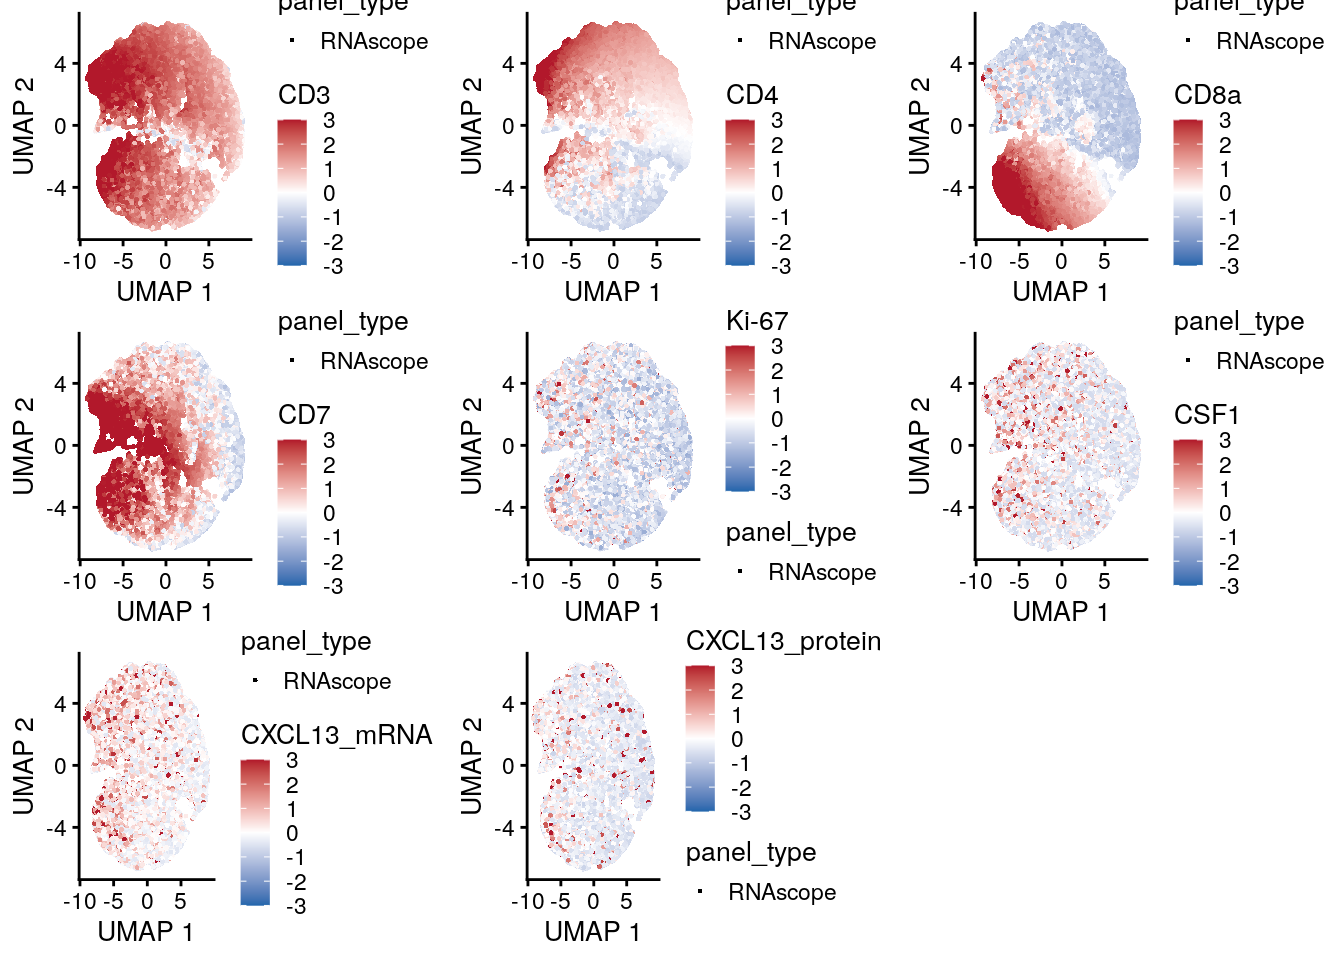 panel_type
RNAscope
CD3
3
2
1
0
-1
-2
-3
UMAP 2
4
0
-4
-10 -5 0 5
UMAP 1
panel_type
RNAscope
CD4
3
2
1
0
-1
-2
-3
UMAP 2
4
0
-4
-10 -5 0 5
UMAP 1
panel_type
RNAscope
CD8a
3
2
1
0
-1
-2
-3
UMAP 2
4
0
-4
-10 -5 0 5
UMAP 1
panel_type
RNAscope
CD7
3
2
1
0
-1
-2
-3
UMAP 2
4
0
-4
-10 -5 0 5
UMAP 1
Ki-67
3
2
1
0
-1
-2
-3
panel_type
RNAscope
UMAP 2
4
0
-4
-10 -5 0 5
UMAP 1
panel_type
RNAscope
CSF1
3
2
1
0
-1
-2
-3
UMAP 2
4
0
-4
-10 -5 0 5
UMAP 1
panel_type
RNAscope
CXCL13_mRNA
3
2
1
0
-1
-2
-3
UMAP 2
4
0
-4
-10 -5 0 5
UMAP 1
CXCL13_protein
3
2
1
0
-1
-2
-3
panel_type
RNAscope
UMAP 2
4
0
-4
-10 -5 0 5
UMAP 1